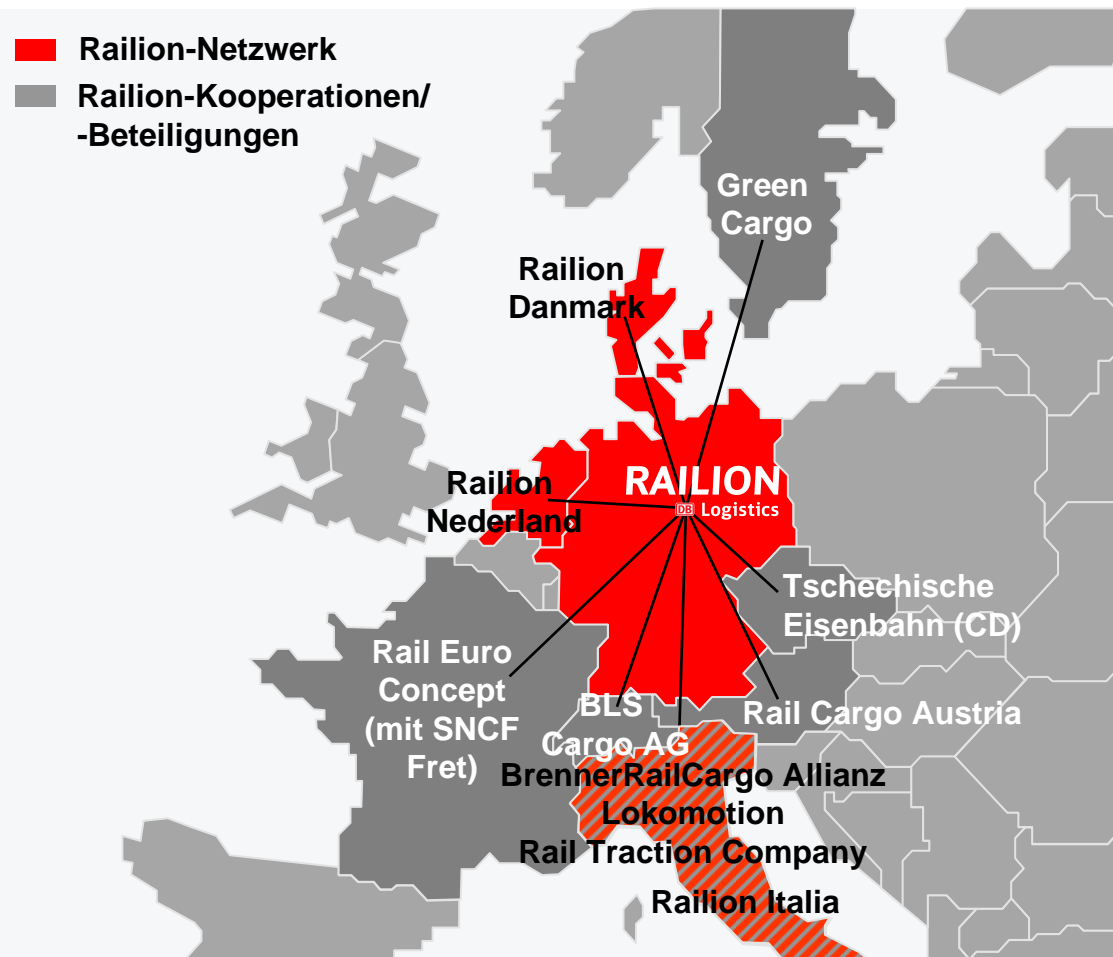 Railion-Netzwerk
Railion-Kooperationen/
-Beteiligungen
Green
Cargo
Railion
Danmark
RAILION
DB Logistics
Railion
Nederland
Tschechische
Eisenbahn (CD)
Rail Euro
Concept
(mit SNCF
Fret)
BLS
Cargo AG
Rail Cargo Austria
BrennerRailCargo Allianz
Lokomotion
Rail Traction Company
Railion Italia